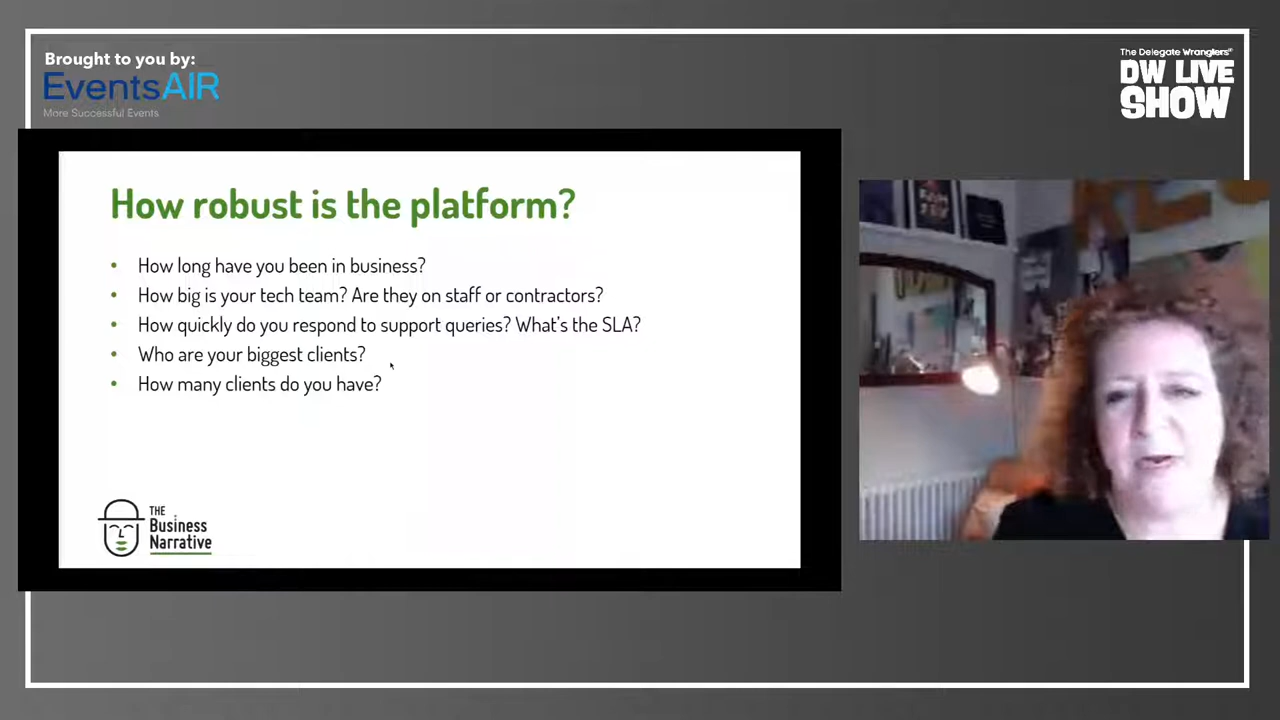 Brought to you by:
EventsAIR
More Successful Events
The Delegate Wranglers®
DW LIVE
SHOW
How robust is the platform?
• How long have you been in business?
• How big is your tech team? Are they on staff or contractors?
• How quickly do you respond to support queries? What's the SLA?
• Who are your biggest clients?
• How many clients do you have?
THE
Business
Narrative